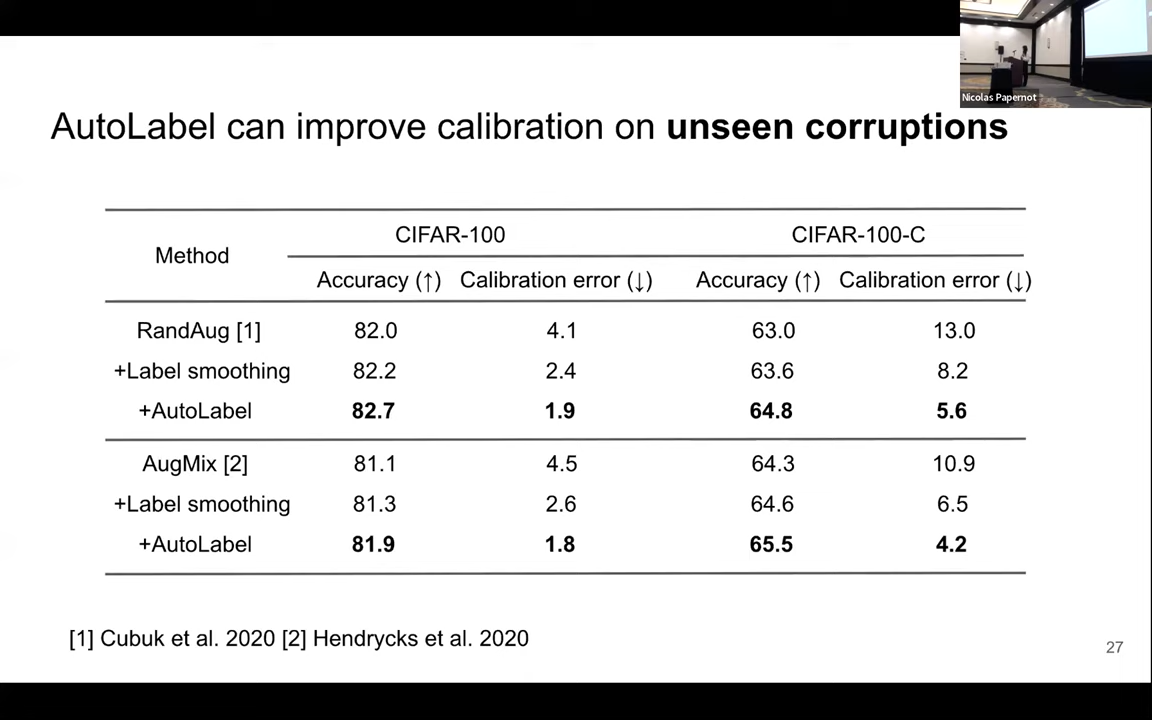 Nicolas Papernot
AutoLabel can improve calibration on unseen corruptions
Method CIFAR-100 CIFAR-100-C
Accuracy (↑) Calibration error (↓) Accuracy (↑) Calibration error (↓)
RandAug [1] 82.0 4.1 63.0 13.0
+Label smoothing 82.2 2.4 63.6 8.2
+AutoLabel 82.7 1.9 64.8 5.6
AugMix [2] 81.1 4.5 64.3 10.9
+Label smoothing 81.3 2.6 64.6 6.5
+AutoLabel 81.9 1.8 65.5 4.2
[1] Cubuk et al. 2020 [2] Hendrycks et al. 2020
27